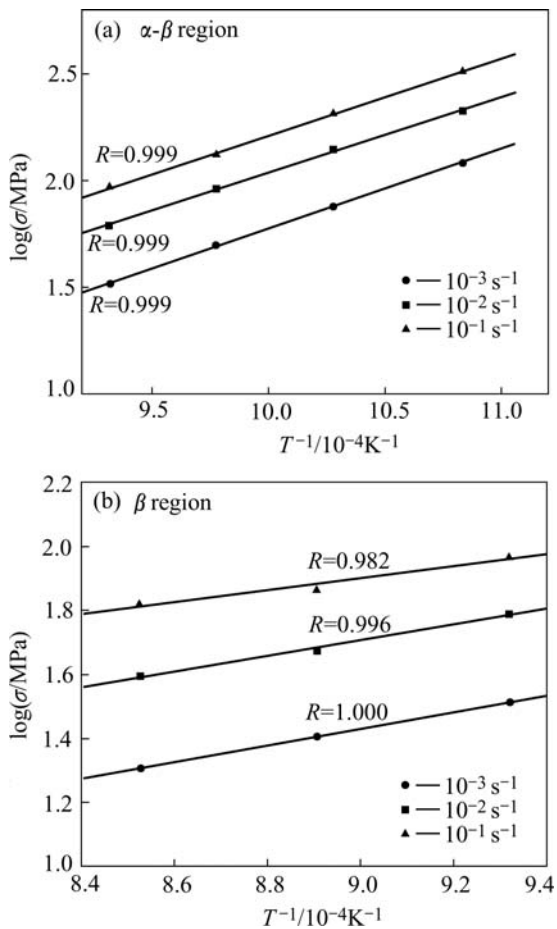 (a) α-β region
2.5
2.0
1.5
1.0
log(σ/MPa)
R=0.999
R=0.999
R=0.999
10⁻³ s⁻¹
10⁻² s⁻¹
10⁻¹ s⁻¹
9.5 10.0 10.5 11.0
T⁻¹/10⁻⁴K⁻¹
(b) β region
2.2
2.0
1.8
1.6
1.4
1.2
1.0
log(σ/MPa)
R=0.982
R=0.996
R=1.000
10⁻³ s⁻¹
10⁻² s⁻¹
10⁻¹ s⁻¹
8.4 8.6 8.8 9.0 9.2 9.4
T⁻¹/10⁻⁴K⁻¹